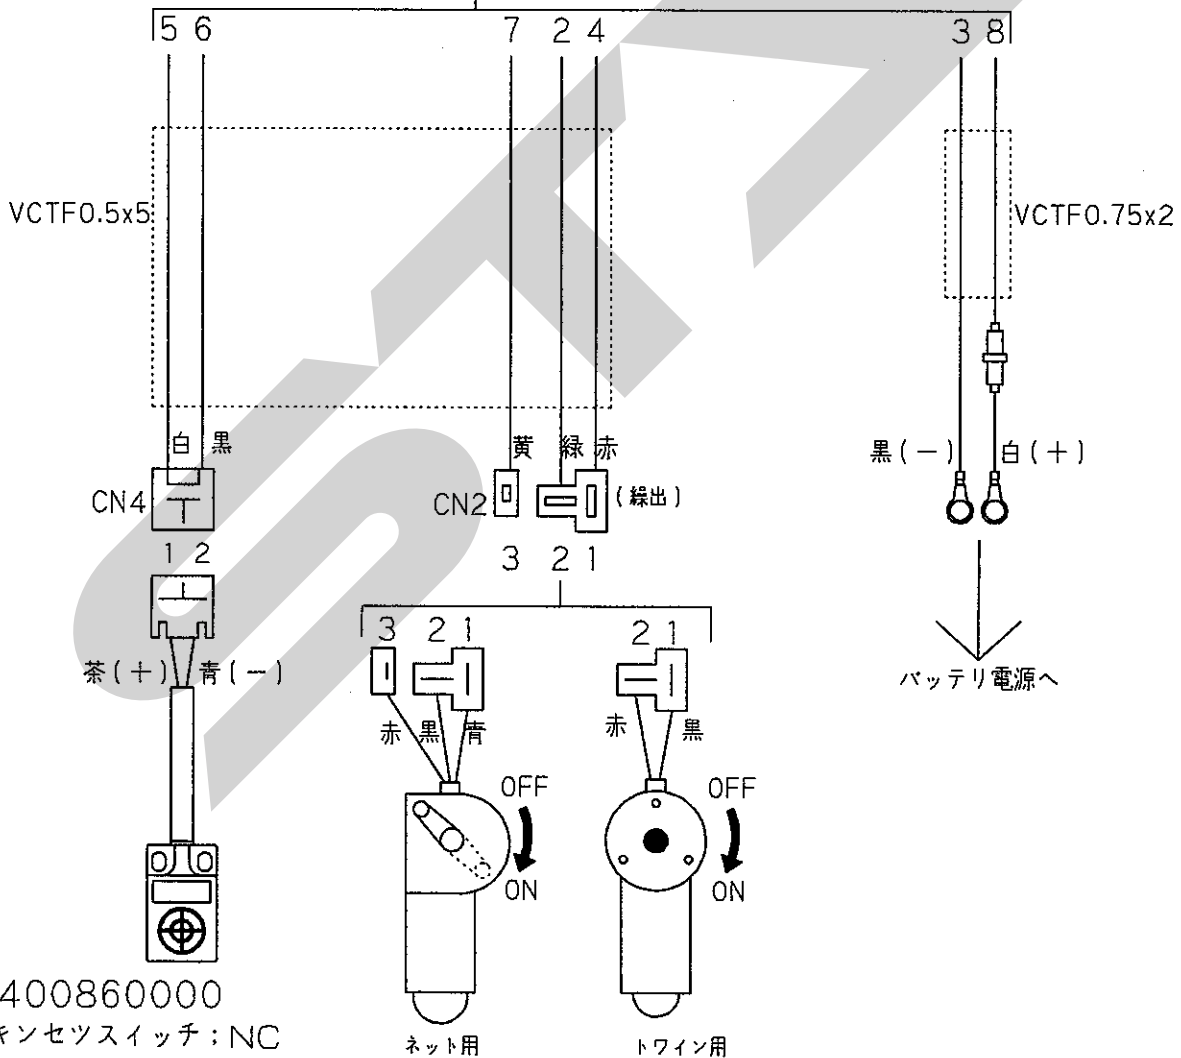 5 6 7 2 4 3 8
VCTF0.5x5
VCTF0.75x2
白 黒 黄 緑 赤
黒(−) 白(+)
CN4 CN2 (繰出)
1 2 3 2 1
3 2 1 2 1
茶(+) 青(−)
バッテリ電源へ
赤 黒 青 赤 黒
OFF OFF
ON ON
400860000
キンセツスイッチ;NC
ネット用 トワイン用